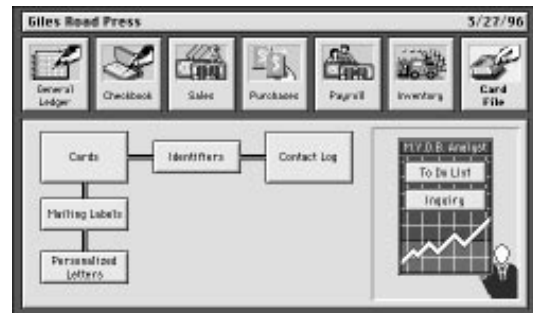 Giles Road Press 5/27/96
General
Ledger
Checkbook
Sales
Purchases
Payroll
Inventory
Card
File
Cards
Identifiers
Contact Log
Mailing Labels
Personalized
Letters
M.Y.O.B. Analyst
To Do List
Inquiry